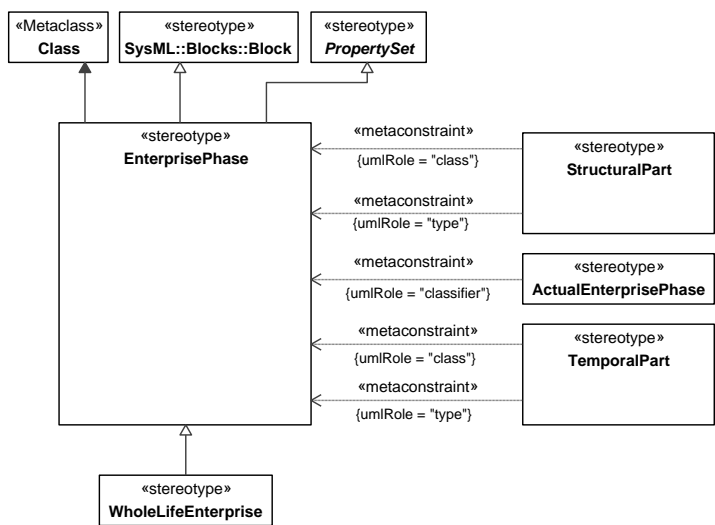 «Metaclass»
Class
«stereotype»
SysML::Blocks::Block
«stereotype»
PropertySet
«stereotype»
EnterprisePhase
«metaconstraint»
{umlRole = "class"}
«stereotype»
StructuralPart
«metaconstraint»
{umlRole = "type"}
«metaconstraint»
{umlRole = "classifier"}
«stereotype»
ActualEnterprisePhase
«metaconstraint»
{umlRole = "class"}
«stereotype»
TemporalPart
«metaconstraint»
{umlRole = "type"}
«stereotype»
WholeLifeEnterprise